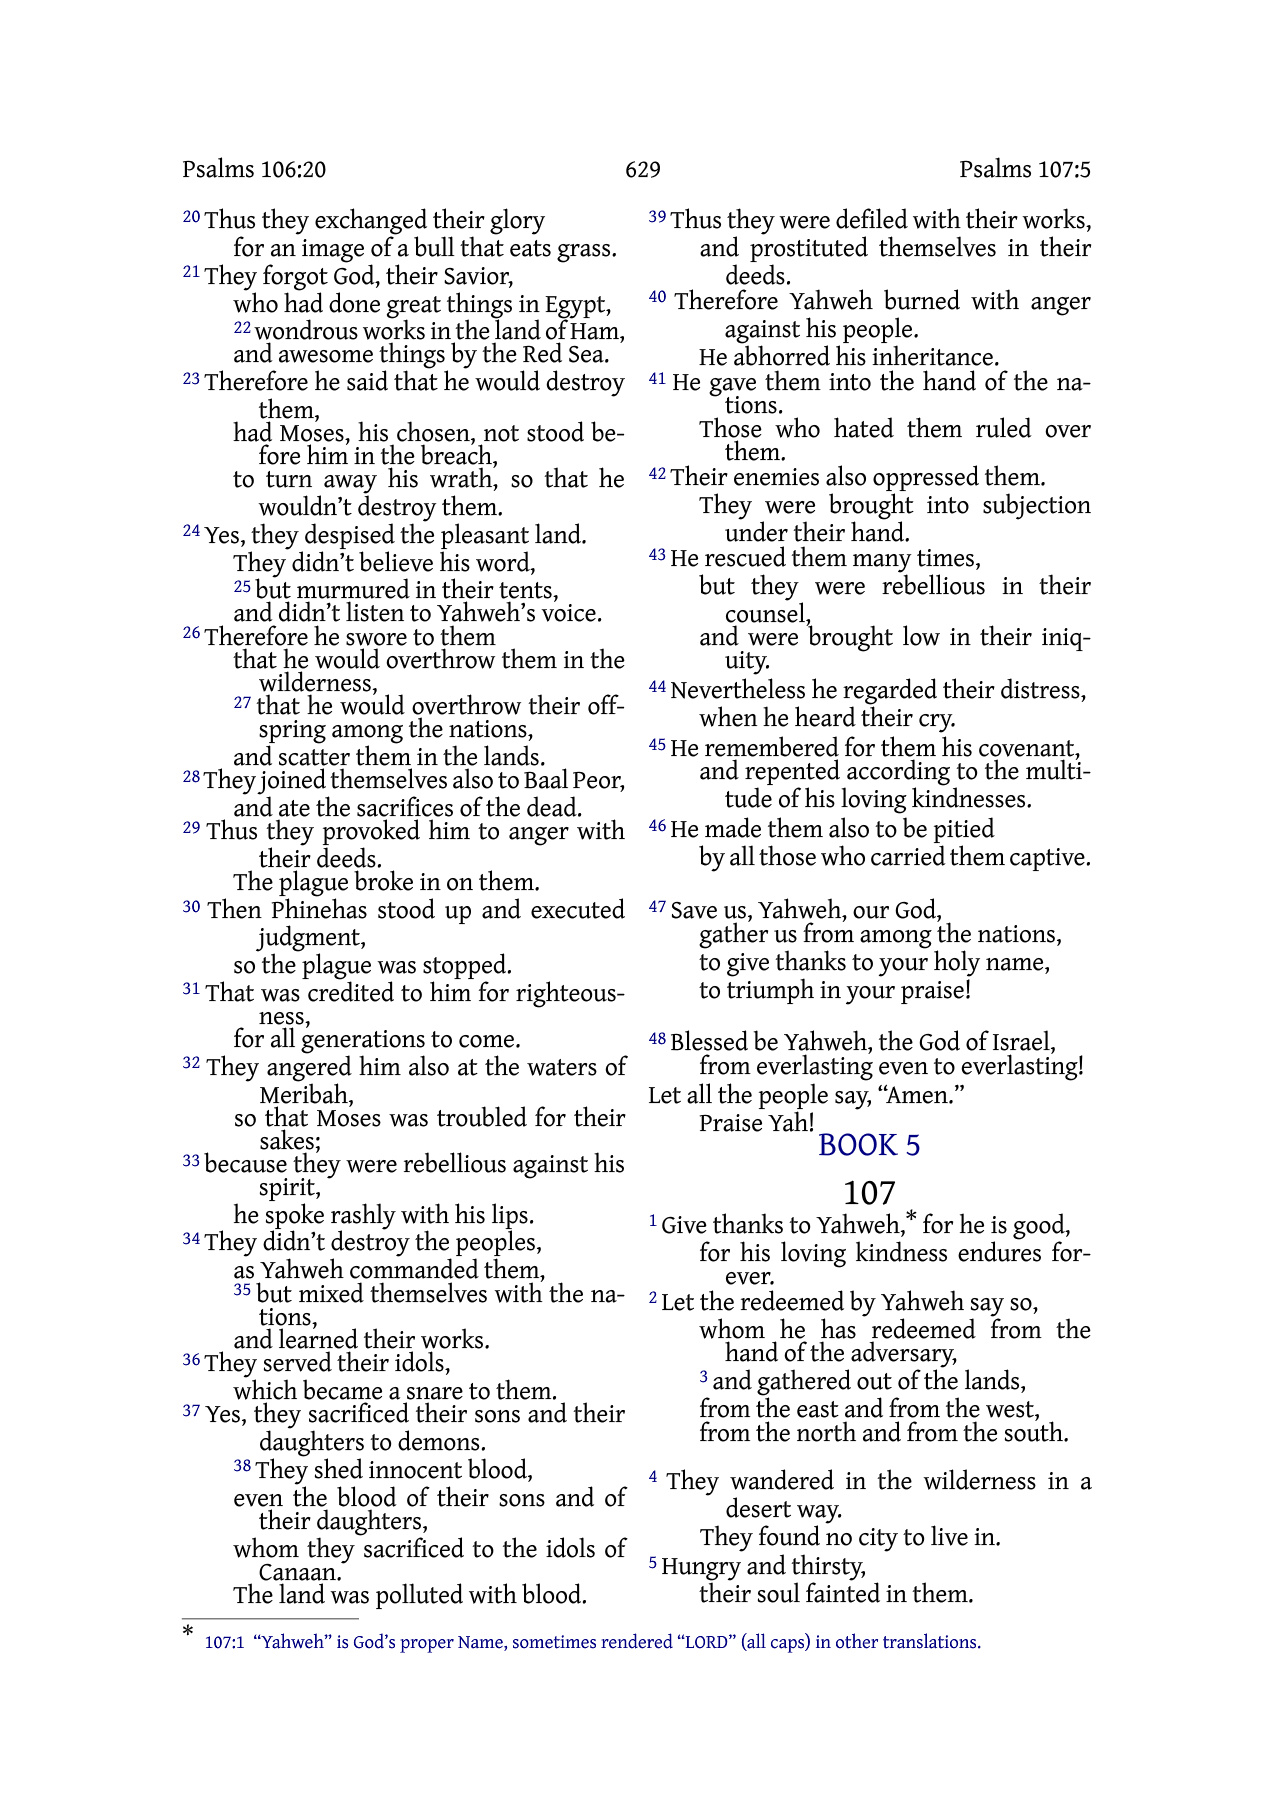 Psalms 106:20 629 Psalms 107:5
20 Thus they exchanged their glory
for an image of a bull that eats grass.
21 They forgot God, their Savior,
who had done great things in Egypt,
22 wondrous works in the land of Ham,
and awesome things by the Red Sea.
23 Therefore he said that he would destroy
them,
had Moses, his chosen, not stood be-
fore him in the breach,
to turn away his wrath, so that he
wouldn’t destroy them.
24 Yes, they despised the pleasant land.
They didn’t believe his word,
25 but murmured in their tents,
and didn’t listen to Yahweh’s voice.
26 Therefore he swore to them
that he would overthrow them in the
wilderness,
27 that he would overthrow their off-
spring among the nations,
and scatter them in the lands.
28 They joined themselves also to Baal Peor,
and ate the sacrifices of the dead.
29 Thus they provoked him to anger with
their deeds.
The plague broke in on them.
30 Then Phinehas stood up and executed
judgment,
so the plague was stopped.
31 That was credited to him for righteous-
ness,
for all generations to come.
32 They angered him also at the waters of
Meribah,
so that Moses was troubled for their
sakes;
33 because they were rebellious against his
spirit,
he spoke rashly with his lips.
34 They didn’t destroy the peoples,
as Yahweh commanded them,
35 but mixed themselves with the na-
tions,
and learned their works.
36 They served their idols,
which became a snare to them.
37 Yes, they sacrificed their sons and their
daughters to demons.
38 They shed innocent blood,
even the blood of their sons and of
their daughters,
whom they sacrificed to the idols of
Canaan.
The land was polluted with blood.
39 Thus they were defiled with their works,
and prostituted themselves in their
deeds.
40 Therefore Yahweh burned with anger
against his people.
He abhorred his inheritance.
41 He gave them into the hand of the na-
tions.
Those who hated them ruled over
them.
42 Their enemies also oppressed them.
They were brought into subjection
under their hand.
43 He rescued them many times,
but they were rebellious in their
counsel,
and were brought low in their iniq-
uity.
44 Nevertheless he regarded their distress,
when he heard their cry.
45 He remembered for them his covenant,
and repented according to the multi-
tude of his loving kindnesses.
46 He made them also to be pitied
by all those who carried them captive.
47 Save us, Yahweh, our God,
gather us from among the nations,
to give thanks to your holy name,
to triumph in your praise!
48 Blessed be Yahweh, the God of Israel,
from everlasting even to everlasting!
Let all the people say, “Amen.”
Praise Yah!
BOOK 5
107
1 Give thanks to Yahweh,* for he is good,
for his loving kindness endures for-
ever.
2 Let the redeemed by Yahweh say so,
whom he has redeemed from the
hand of the adversary,
3 and gathered out of the lands,
from the east and from the west,
from the north and from the south.
4 They wandered in the wilderness in a
desert way.
They found no city to live in.
5 Hungry and thirsty,
their soul fainted in them.
* 107:1 “Yahweh” is God’s proper Name, sometimes rendered “LORD” (all caps) in other translations.